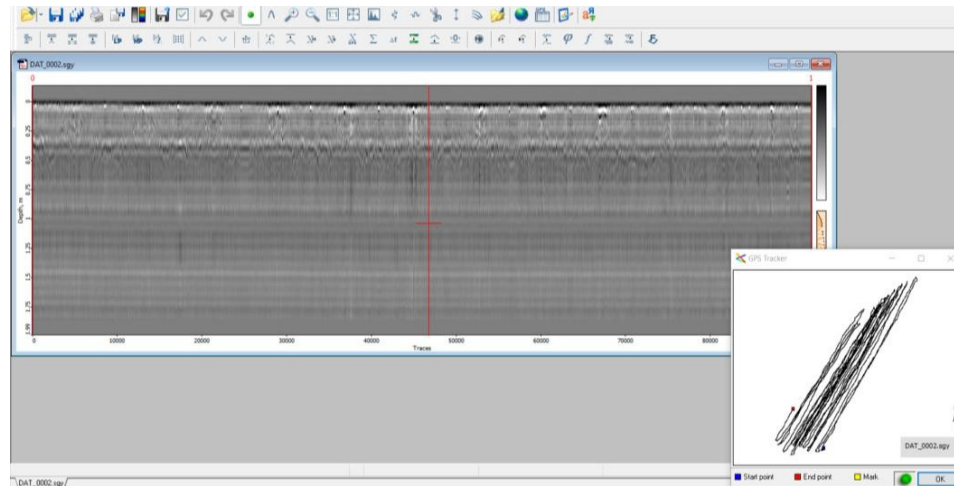 DAT_0002.sgy
0 1
Depth, m
0
0.25
0.5
0.75
1
1.25
1.5
1.75
1.99
0 10000 20000 30000 40000 50000 60000 70000 80000
Traces
GPS Tracker
DAT_0002.sgy
Start point End point Mark OK
DAT_0002.sgy